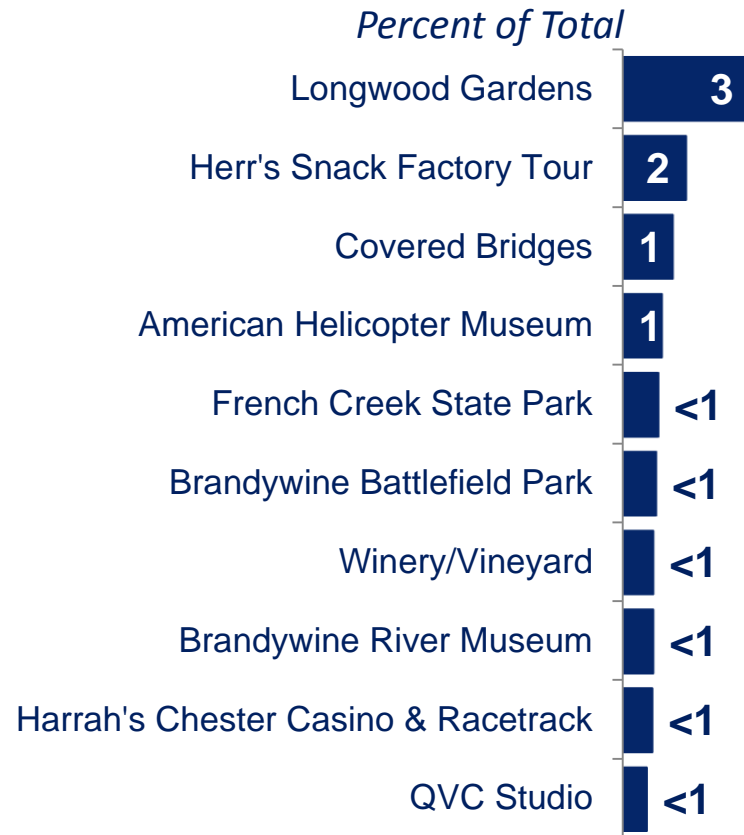 Percent of Total
Longwood Gardens 3
Herr's Snack Factory Tour 2
Covered Bridges 1
American Helicopter Museum 1
French Creek State Park <1
Brandywine Battlefield Park <1
Winery/Vineyard <1
Brandywine River Museum <1
Harrah's Chester Casino & Racetrack <1
QVC Studio <1